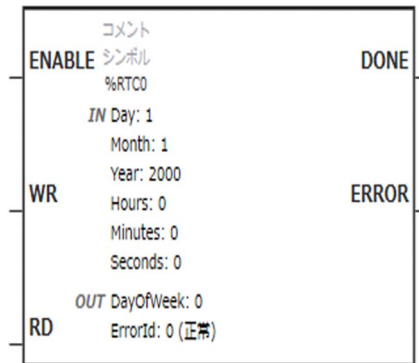 コメント
ENABLE シンボル DONE
%RTC0
IN Day: 1
Month: 1
Year: 2000
WR Hours: 0 ERROR
Minutes: 0
Seconds: 0
OUT DayOfWeek: 0
RD ErrorId: 0 (正常)